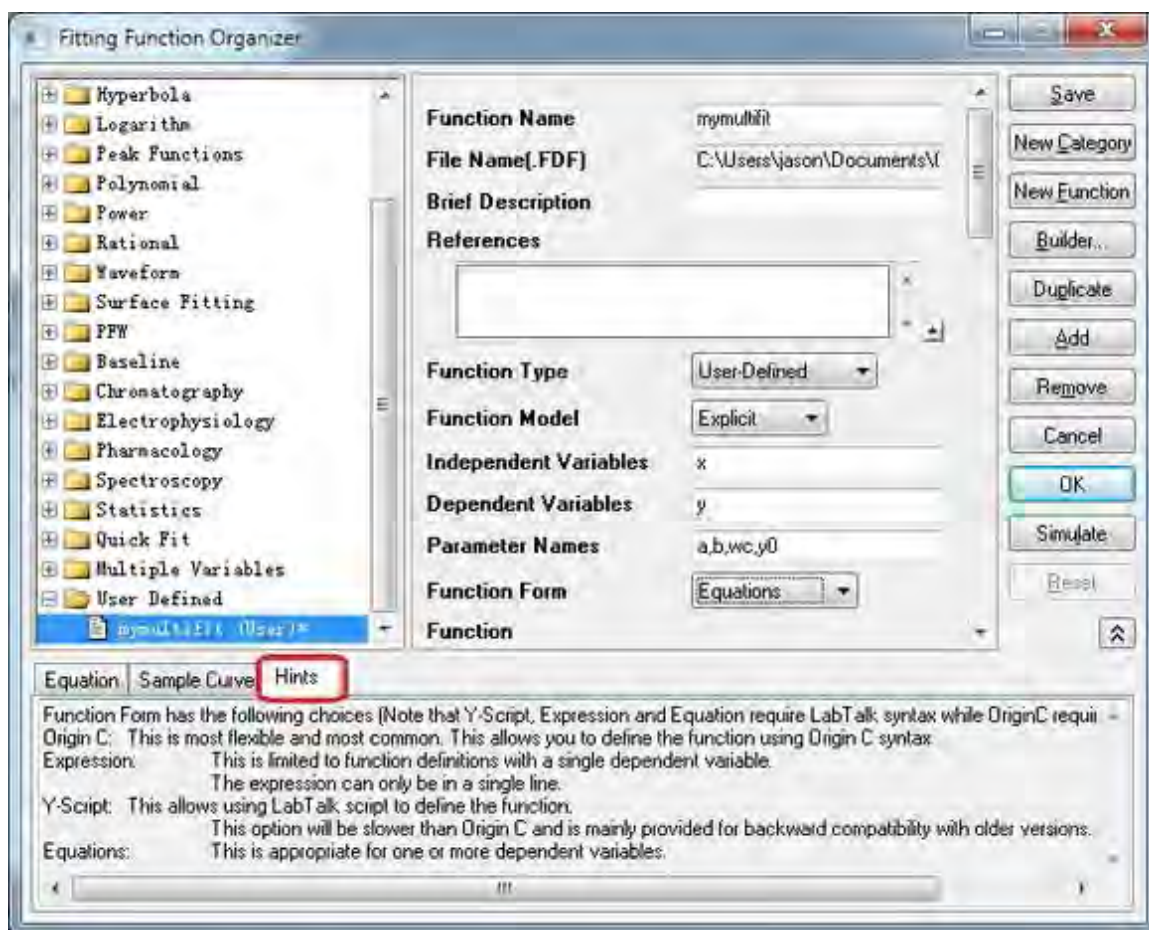 Fitting Function Organizer
Hyperbola
Logarithm
Peak Functions
Polynomial
Power
Rational
Waveform
Surface Fitting
PFW
Baseline
Chromatography
Electrophysiology
Pharmacology
Spectroscopy
Statistics
Quick Fit
Multiple Variables
User Defined
mymultifit (User)*
Function Name mymultifit
File Name(.FDF) C:\Users\jason\Documents\
Brief Description
References
Function Type User-Defined
Function Model Explicit
Independent Variables x
Dependent Variables y
Parameter Names a,b,wc,y0
Function Form Equations
Function
Save
New Category
New Function
Builder...
Duplicate
Add
Remove
Cancel
OK
Simulate
Reset
Equation Sample Curve Hints
Function Form has the following choices (Note that Y-Script, Expression and Equation require LabTalk syntax while OriginC requi
Origin C: This is most flexible and most common. This allows you to define the function using Origin C syntax
Expression: This is limited to function definitions with a single dependent variable.
The expression can only be in a single line.
Y-Script: This allows using LabTalk script to define the function.
This option will be slower than Origin C and is mainly provided for backward compatibility with older versions.
Equations: This is appropriate for one or more dependent variables.